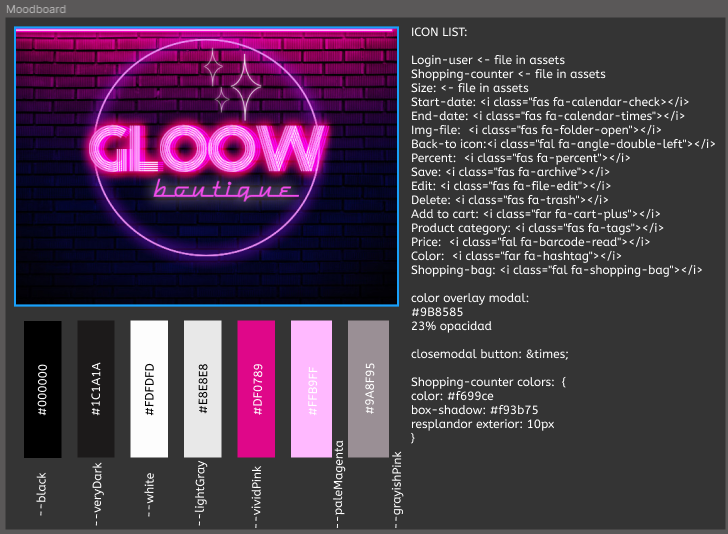 Moodboard
GLOOW
boutique
ICON LIST:
Login-user <- file in assets
Shopping-counter <- file in assets
Size: <- file in assets
Start-date: <i class="fas fa-calendar-check></i>
End-date: <i class="fas fa-calendar-times"></i>
Img-file:  <i class="fas fa-folder-open"></i>
Back-to icon:<i class="fal fa-angle-double-left"></i>
Percent:  <i class="fas fa-percent"></i>
Save: <i class="fas fa-archive"></i>
Edit: <i class="fas fa-file-edit"></i>
Delete: <i class="fas fa-trash"></i>
Add to cart: <i class="far fa-cart-plus"></i>
Product category: <i class="fas fa-tags"></i>
Price:  <i class="fal fa-barcode-read"></i>
Color:  <i class="far fa-hashtag"></i>
Shopping-bag: <i class="fal fa-shopping-bag"></i>
color overlay modal:
#9B8585
23% opacidad
closemodal button: &times;
Shopping-counter colors:  {
color: #f699ce
box-shadow: #f93b75
resplandor exterior: 10px
}
#000000
#1C1A1A
#FDFDFD
#E8E8E8
#DF0789
#FFB9FF
#9A8F95
--black
--veryDark
--white
--lightGray
--vividPink
--paleMagenta
--grayishPink